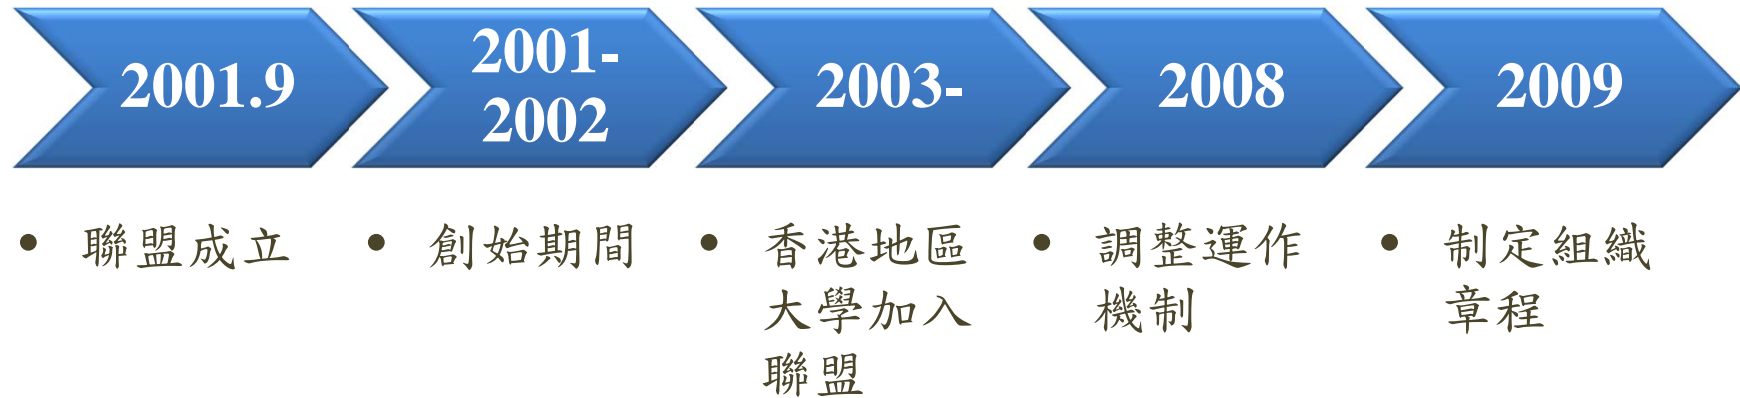 2001.9
2001-
2002
2003-
2008
2009
• 聯盟成立
• 創始期間
• 香港地區
大學加入
聯盟
• 調整運作
機制
• 制定組織
章程